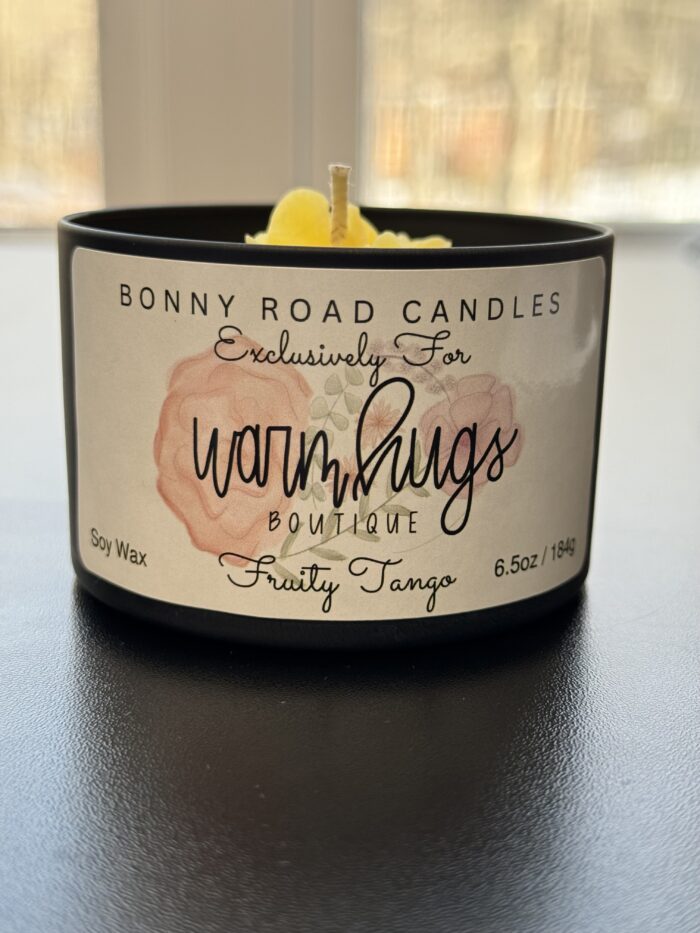 BONNY ROAD CANDLES
Exclusively For
warm hugs
BOUTIQUE
Soy Wax
Fruity Tango
6.5oz / 184g